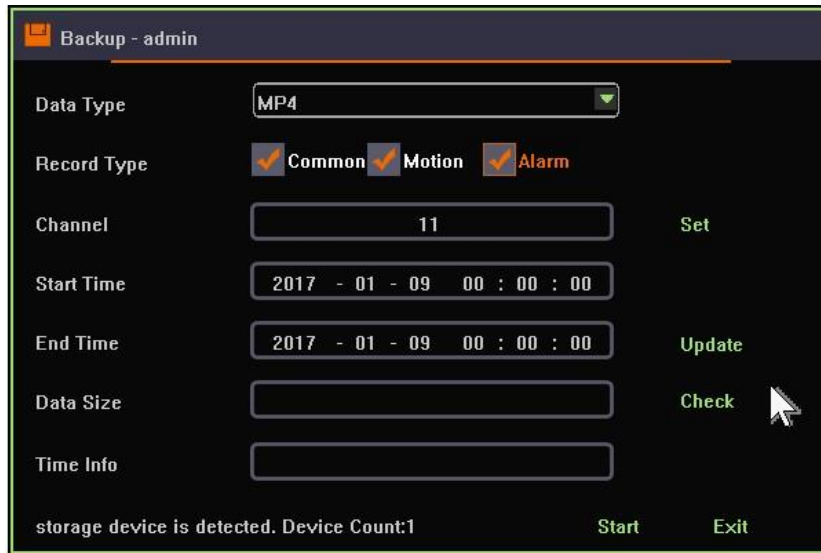 Backup - admin
Data Type MP4
Record Type Common Motion Alarm
Channel 11 Set
Start Time 2017 - 01 - 09 00 : 00 : 00
End Time 2017 - 01 - 09 00 : 00 : 00 Update
Data Size Check
Time Info
storage device is detected. Device Count:1 Start Exit